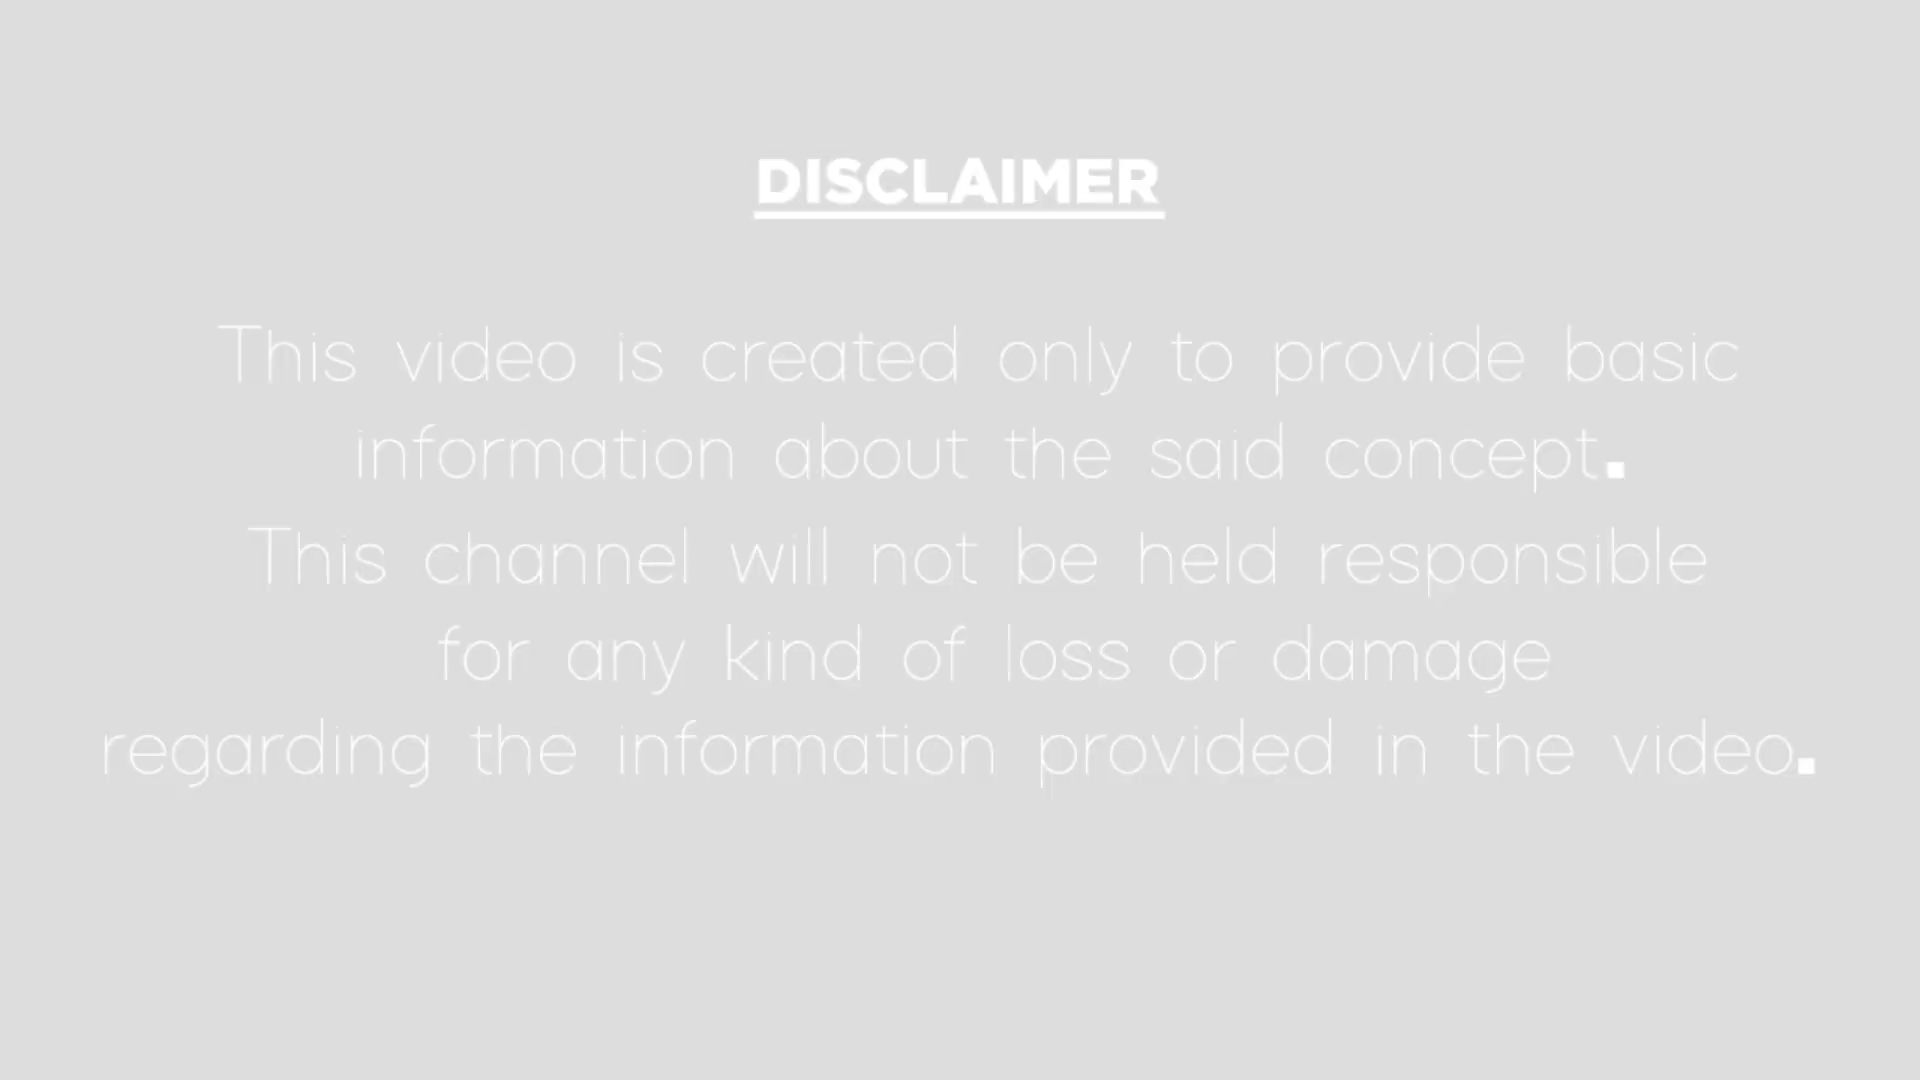 DISCLAIMER
This video is created only to provide basic
information about the said concept.
This channel will not be held responsible
for any kind of loss or damage
regarding the information provided in the video.